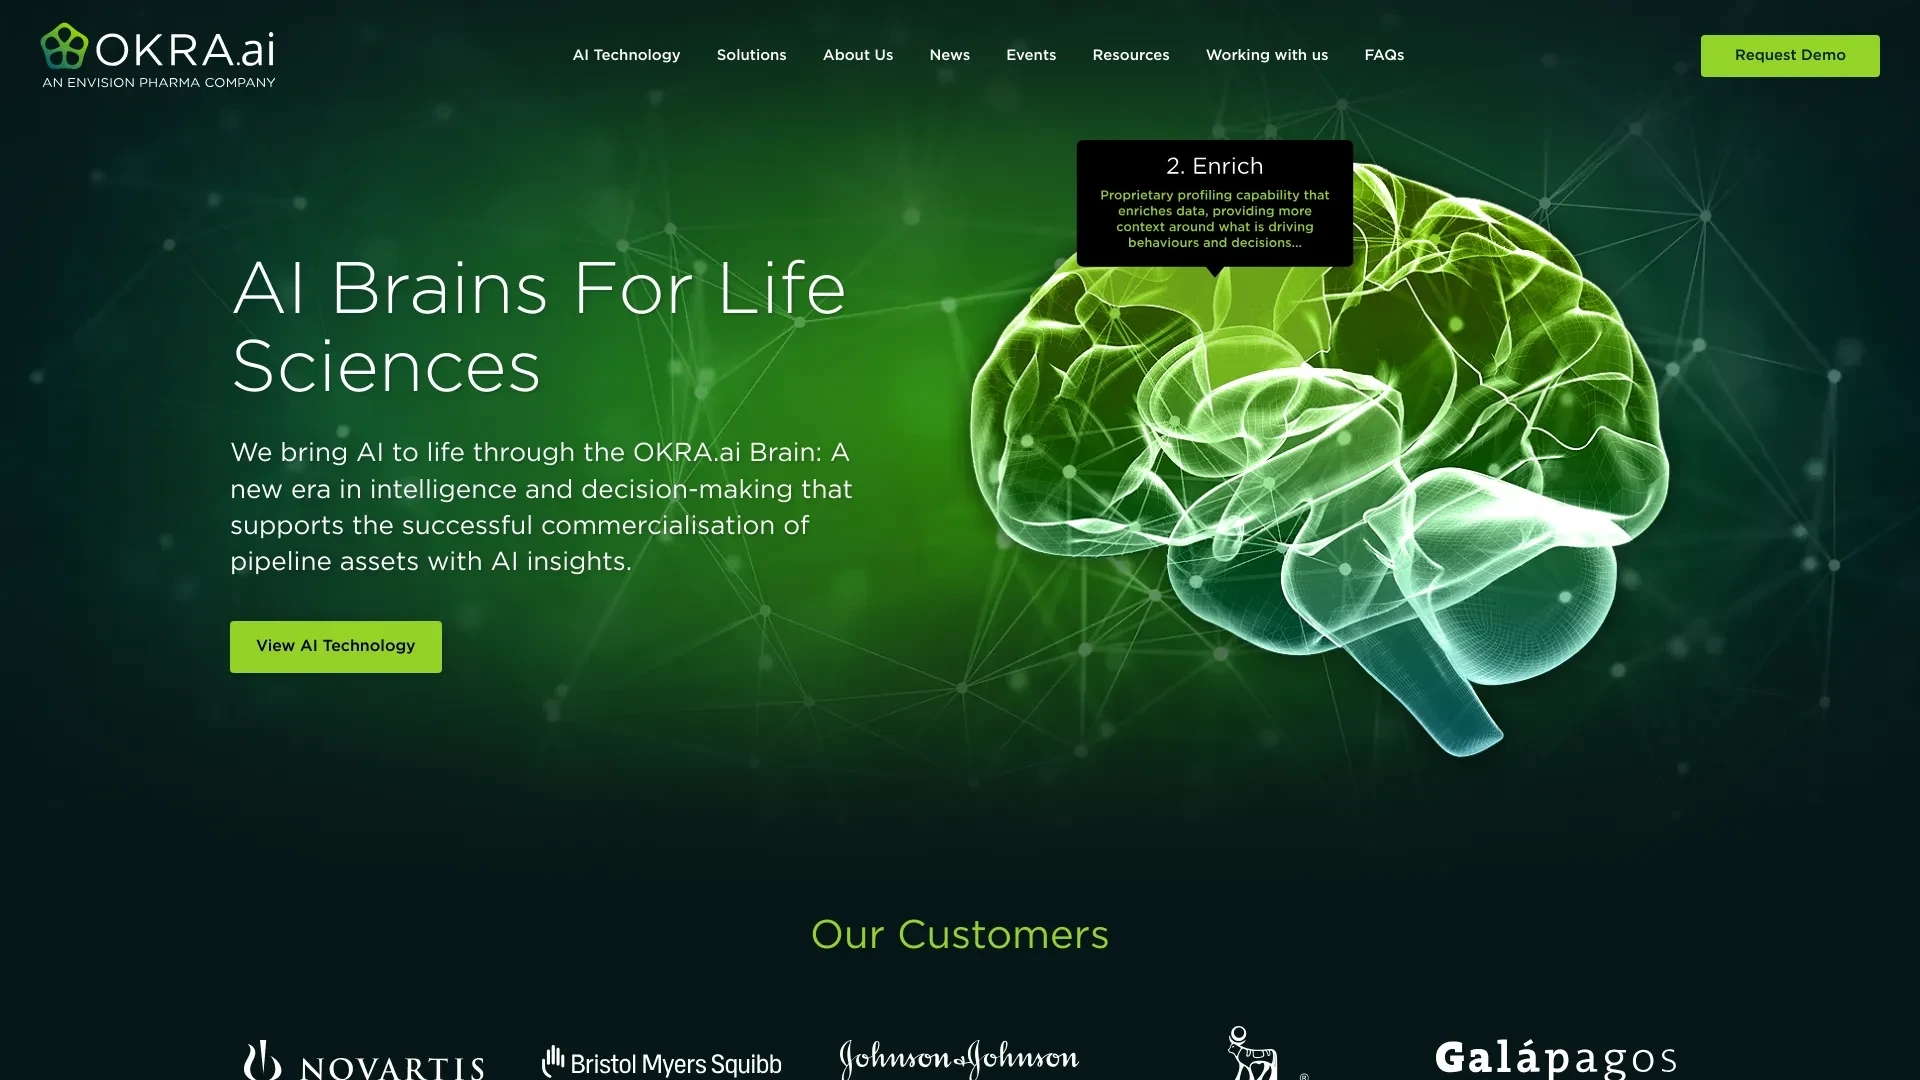 OKRA.ai
AN ENVISION PHARMA COMPANY
AI Technology
Solutions
About Us
News
Events
Resources
Working with us
FAQs
Request Demo
2. Enrich
Proprietary profiling capability that
enriches data, providing more
context around what is driving
behaviours and decisions...
AI Brains For Life
Sciences
We bring AI to life through the OKRA.ai Brain: A
new era in intelligence and decision-making that
supports the successful commercialisation of
pipeline assets with AI insights.
View AI Technology
Our Customers
NOVARTIS
Bristol Myers Squibb
Johnson & Johnson
®
Galápagos